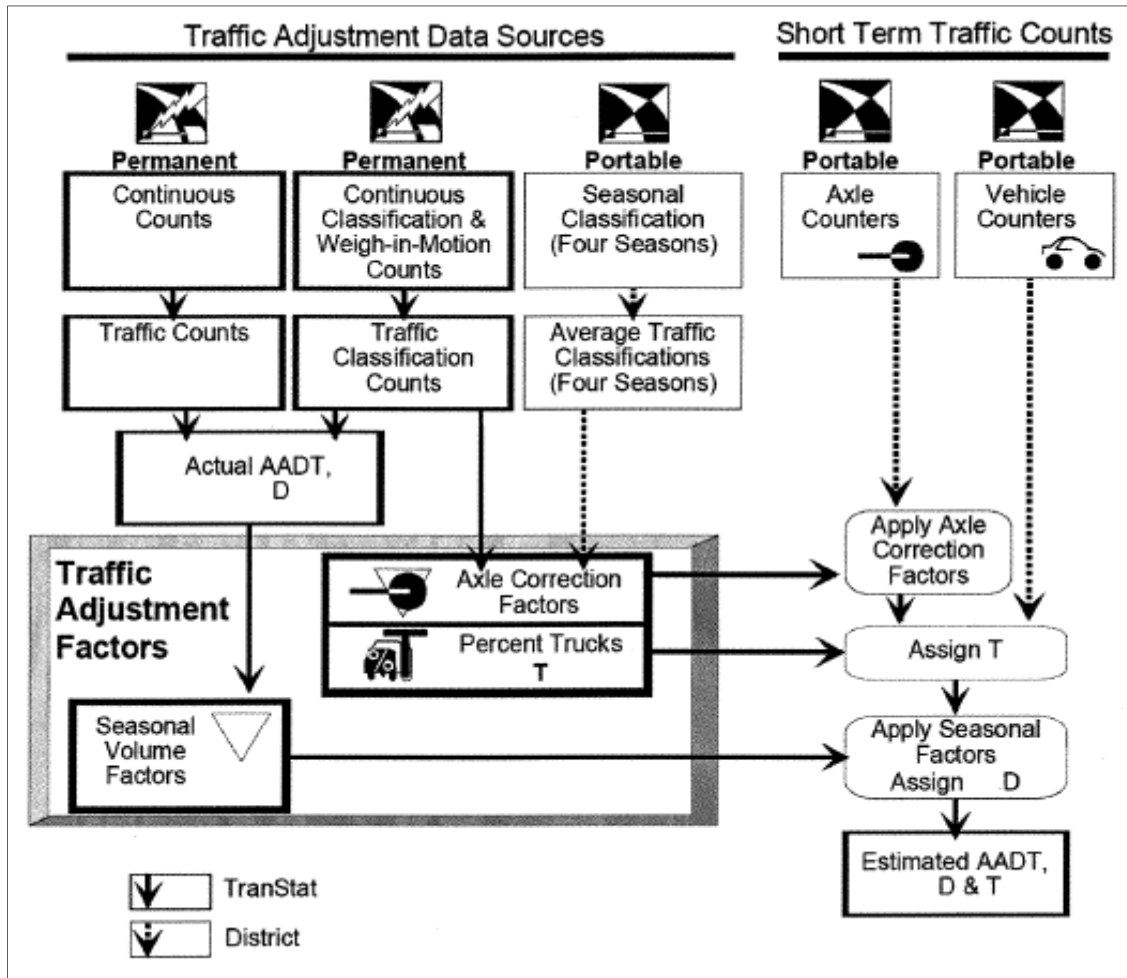 Traffic Adjustment Data Sources
Short Term Traffic Counts
Permanent
Continuous
Counts
Permanent
Continuous
Classification &
Weigh-in-Motion
Counts
Portable
Seasonal
Classification
(Four Seasons)
Portable
Axle
Counters
Portable
Vehicle
Counters
Traffic Counts
Traffic
Classification
Counts
Average Traffic
Classifications
(Four Seasons)
Actual AADT,
D
Traffic
Adjustment
Factors
Axle Correction
Factors
Percent Trucks
T
Seasonal
Volume
Factors
Apply Axle
Correction
Factors
Assign T
Apply Seasonal
Factors
Assign D
Estimated AADT,
D & T
TranStat
District